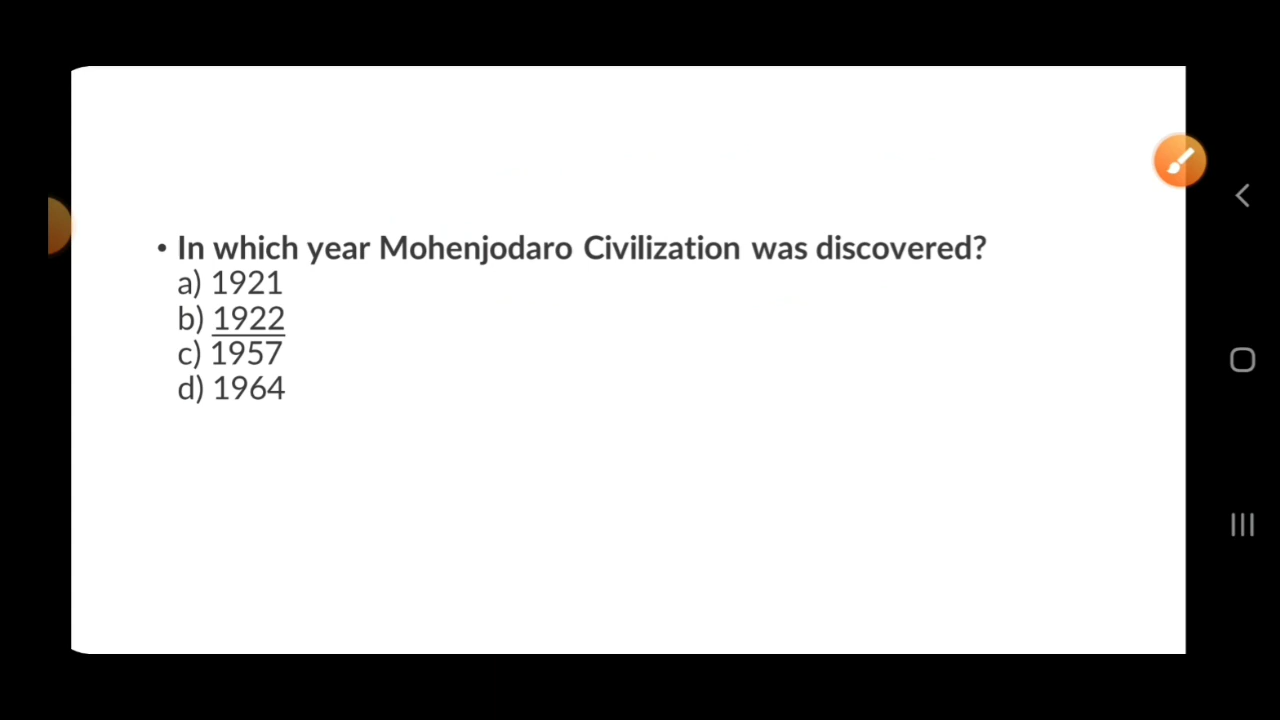 • In which year Mohenjodaro Civilization was discovered?
a) 1921
b) 1922
c) 1957
d) 1964